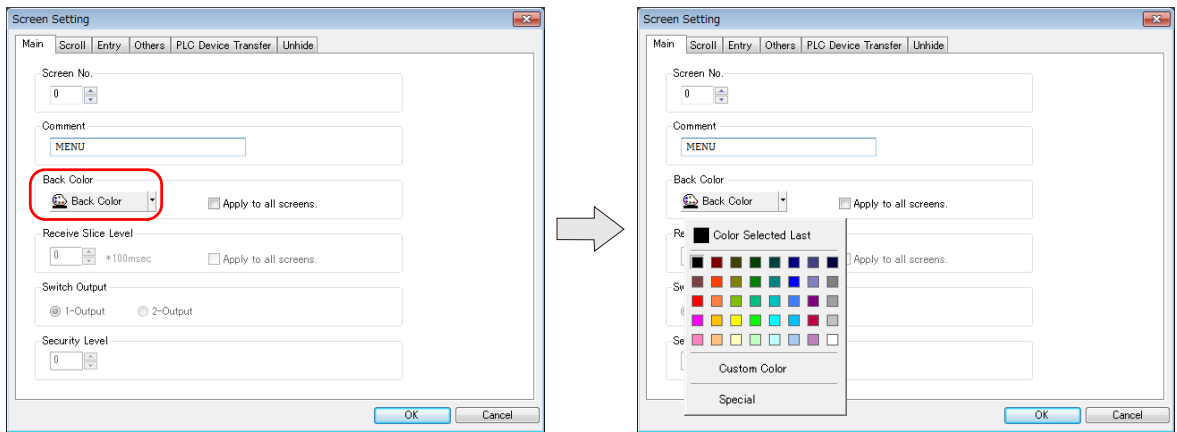 Screen Setting
Main Scroll Entry Others PLC Device Transfer Unhide
Screen No.
0
Comment
MENU
Back Color
Back Color Apply to all screens.
Receive Slice Level
0 *100msec Apply to all screens.
Switch Output
1-Output 2-Output
Security Level
0
OK Cancel
Screen Setting
Main Scroll Entry Others PLC Device Transfer Unhide
Screen No.
0
Comment
MENU
Back Color
Back Color Apply to all screens.
Re
Color Selected Last
Apply to all screens.
Sw
Se
Custom Color
Special
OK Cancel